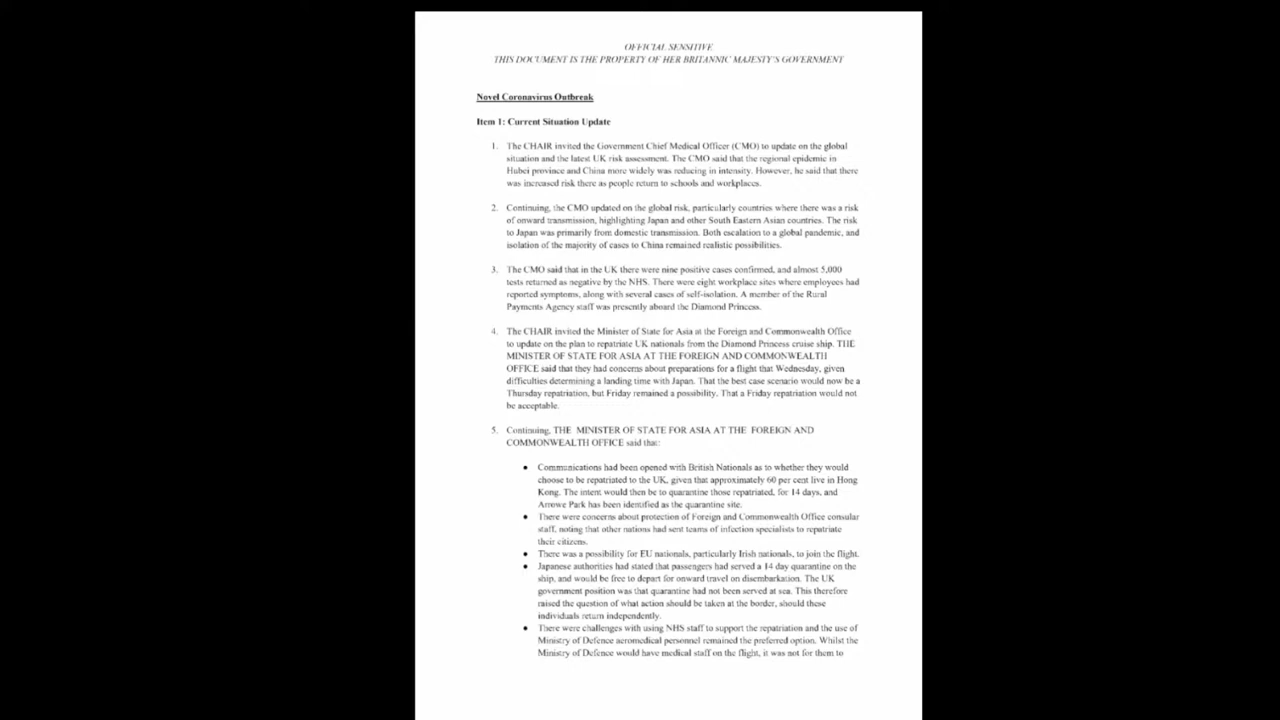 OFFICIAL SENSITIVE
THIS DOCUMENT IS THE PROPERTY OF HER BRITANNIC MAJESTY'S GOVERNMENT
Novel Coronavirus Outbreak
Item 1: Current Situation Update
1. The CHAIR invited the Government Chief Medical Officer (CMO) to update on the global
situation and the latest UK risk assessment. The CMO said that the regional epidemic in
Hubei province and China more widely was reducing in intensity. However, he said that there
was increased risk there as people return to schools and workplaces.
2. Continuing, the CMO updated on the global risk, particularly countries where there was a risk
of onward transmission, highlighting Japan and other South Eastern Asian countries. The risk
to Japan was primarily from domestic transmission. Both escalation to a global pandemic, and
isolation of the majority of cases to China remained realistic possibilities.
3. The CMO said that in the UK there were nine positive cases confirmed, and almost 5,000
tests returned as negative by the NHS. There were eight workplace sites where employees had
reported symptoms, along with several cases of self-isolation. A member of the Rural
Payments Agency staff was presently aboard the Diamond Princess.
4. The CHAIR invited the Minister of State for Asia at the Foreign and Commonwealth Office
to update on the plan to repatriate UK nationals from the Diamond Princess cruise ship. THE
MINISTER OF STATE FOR ASIA AT THE FOREIGN AND COMMONWEALTH
OFFICE said that they had concerns about preparations for a flight that Wednesday, given
difficulties determining a landing time with Japan. That the best case scenario would now be a
Thursday repatriation, but Friday remained a possibility. That a Friday repatriation would not
be acceptable.
5. Continuing, THE MINISTER OF STATE FOR ASIA AT THE FOREIGN AND
COMMONWEALTH OFFICE said that:
● Communications had been opened with British Nationals as to whether they would
choose to be repatriated to the UK, given that approximately 60 per cent live in Hong
Kong. The intent would then be to quarantine those repatriated, for 14 days, and
Arrowe Park has been identified as the quarantine site.
● There were concerns about protection of Foreign and Commonwealth Office consular
staff, noting that other nations had sent teams of infection specialists to repatriate
their citizens.
● There was a possibility for EU nationals, particularly Irish nationals, to join the flight.
● Japanese authorities had stated that passengers had served a 14 day quarantine on the
ship, and would be free to depart for onward travel on disembarkation. The UK
government position was that quarantine had not been served at sea. This therefore
raised the question of what action should be taken at the border, should these
individuals return independently.
● There were challenges with using NHS staff to support the repatriation and the use of
Ministry of Defence aeromedical personnel remained the preferred option. Whilst the
Ministry of Defence would have medical staff on the flight, it was not for them to